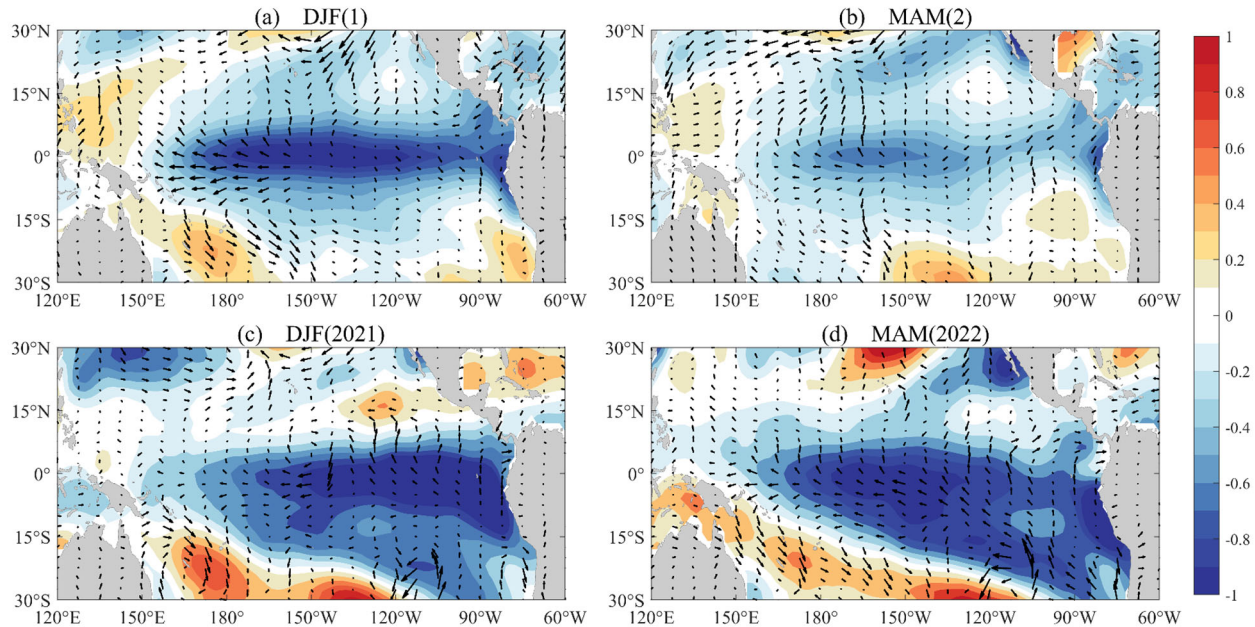 (a) DJF(1)
(b) MAM(2)
30°N
15°N
0°
15°S
30°S
120°E 150°E 180° 150°W 120°W 90°W 60°W
30°N
15°N
0°
15°S
30°S
120°E 150°E 180° 150°W 120°W 90°W 60°W
(c) DJF(2021)
(d) MAM(2022)
30°N
15°N
0°
15°S
30°S
120°E 150°E 180° 150°W 120°W 90°W 60°W
30°N
15°N
0°
15°S
30°S
120°E 150°E 180° 150°W 120°W 90°W 60°W
1
0.8
0.6
0.4
0.2
0
-0.2
-0.4
-0.6
-0.8
-1